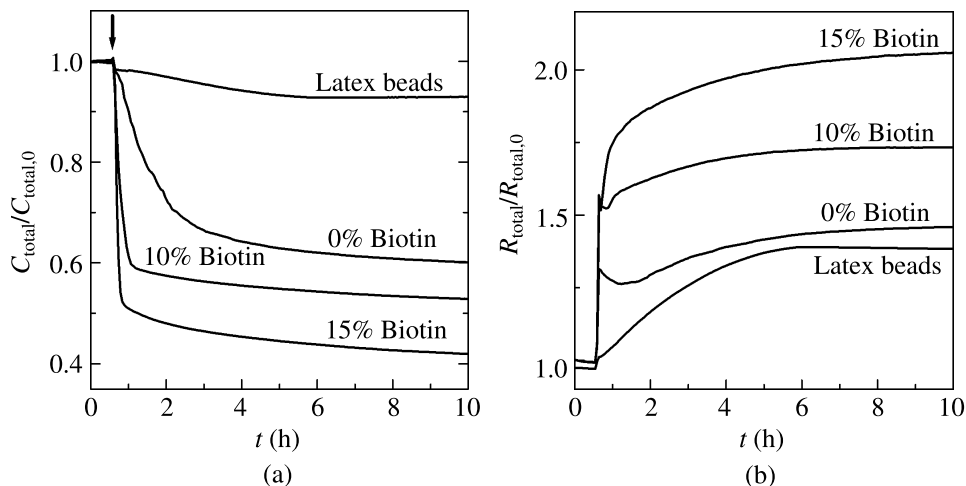 1.0
0.8
0.6
0.4
C_total/C_total,0
Latex beads
0% Biotin
10% Biotin
15% Biotin
0 2 4 6 8 10
t (h)
(a)
2.0
1.5
1.0
R_total/R_total,0
15% Biotin
10% Biotin
0% Biotin
Latex beads
0 2 4 6 8 10
t (h)
(b)